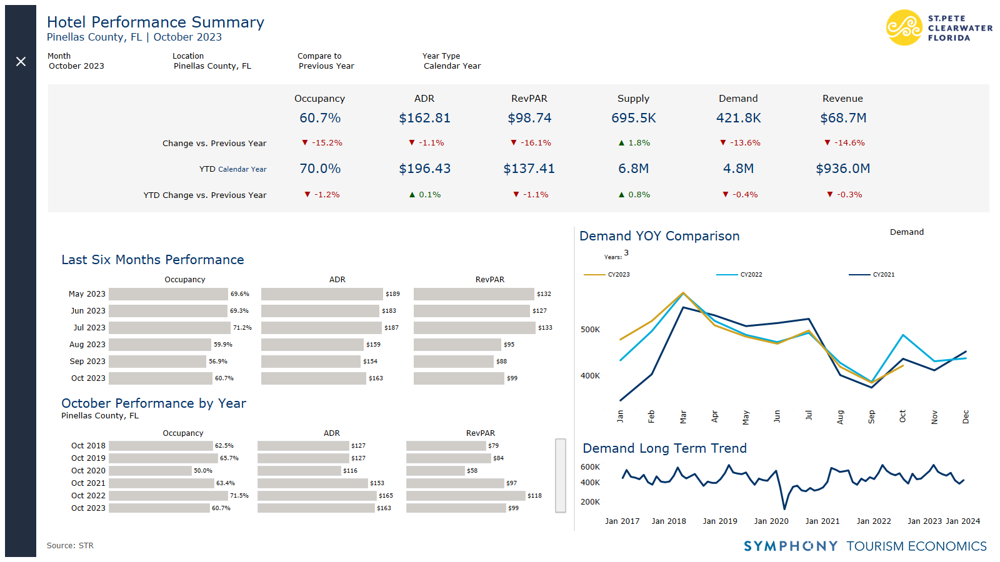 Hotel Performance Summary
Pinellas County, FL | October 2023
ST.PETE
CLEARWATER
FLORIDA
Month Location Compare to Year Type
October 2023 Pinellas County, FL Previous Year Calendar Year
Occupancy ADR RevPAR Supply Demand Revenue
60.7% $162.81 $98.74 695.5K 421.8K $68.7M
Change vs. Previous Year ▼ -15.2% ▼ -1.1% ▼ -16.1% ▲ 1.8% ▼ -13.6% ▼ -14.6%
YTD Calendar Year 70.0% $196.43 $137.41 6.8M 4.8M $936.0M
YTD Change vs. Previous Year ▼ -1.2% ▲ 0.1% ▼ -1.1% ▲ 0.8% ▼ -0.4% ▼ -0.3%
Last Six Months Performance
Occupancy ADR RevPAR
May 2023 69.6% $189 $132
Jun 2023 69.3% $183 $127
Jul 2023 71.2% $187 $133
Aug 2023 59.9% $159 $95
Sep 2023 56.9% $154 $88
Oct 2023 60.7% $163 $99
October Performance by Year
Pinellas County, FL
Occupancy ADR RevPAR
Oct 2018 62.5% $127 $79
Oct 2019 65.7% $127 $84
Oct 2020 50.0% $116 $58
Oct 2021 63.4% $153 $97
Oct 2022 71.5% $165 $118
Oct 2023 60.7% $163 $99
Demand YOY Comparison
Demand
Years: 3
CY2023 CY2022 CY2021
500K
400K
Jan Feb Mar Apr May Jun Jul Aug Sep Oct Nov Dec
Demand Long Term Trend
600K
400K
200K
Jan 2017 Jan 2018 Jan 2019 Jan 2020 Jan 2021 Jan 2022 Jan 2023 Jan 2024
Source: STR
SYMPHONY TOURISM ECONOMICS